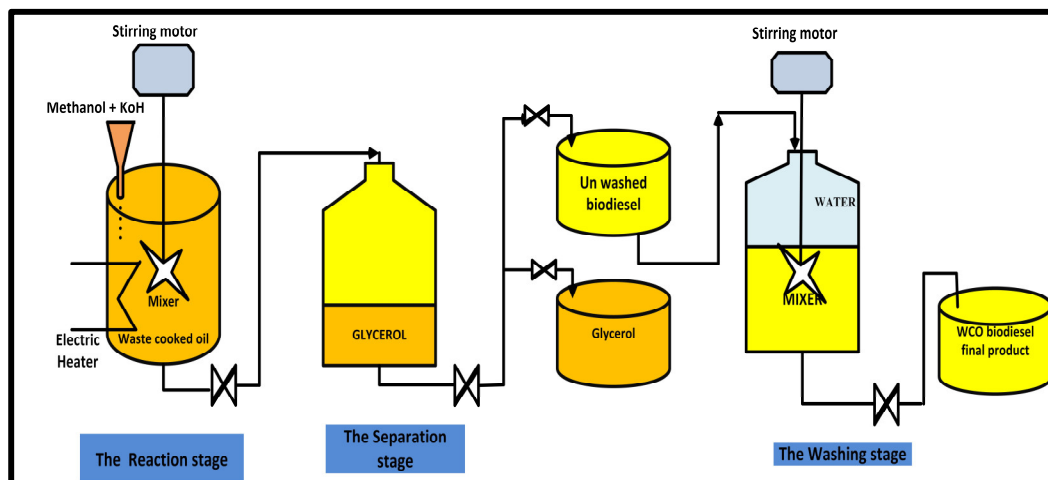 Stirring motor
Methanol + KoH
Mixer
Waste cooked oil
Electric
Heater
The Reaction stage
GLYCEROL
The Separation
stage
Un washed
biodiesel
Glycerol
Stirring motor
WATER
MIXER
WCO biodiesel
final product
The Washing stage